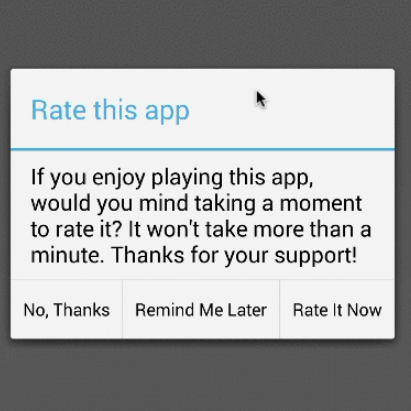 Rate this app
If you enjoy playing this app,
would you mind taking a moment
to rate it? It won't take more than a
minute. Thanks for your support!
No, Thanks
Remind Me Later
Rate It Now